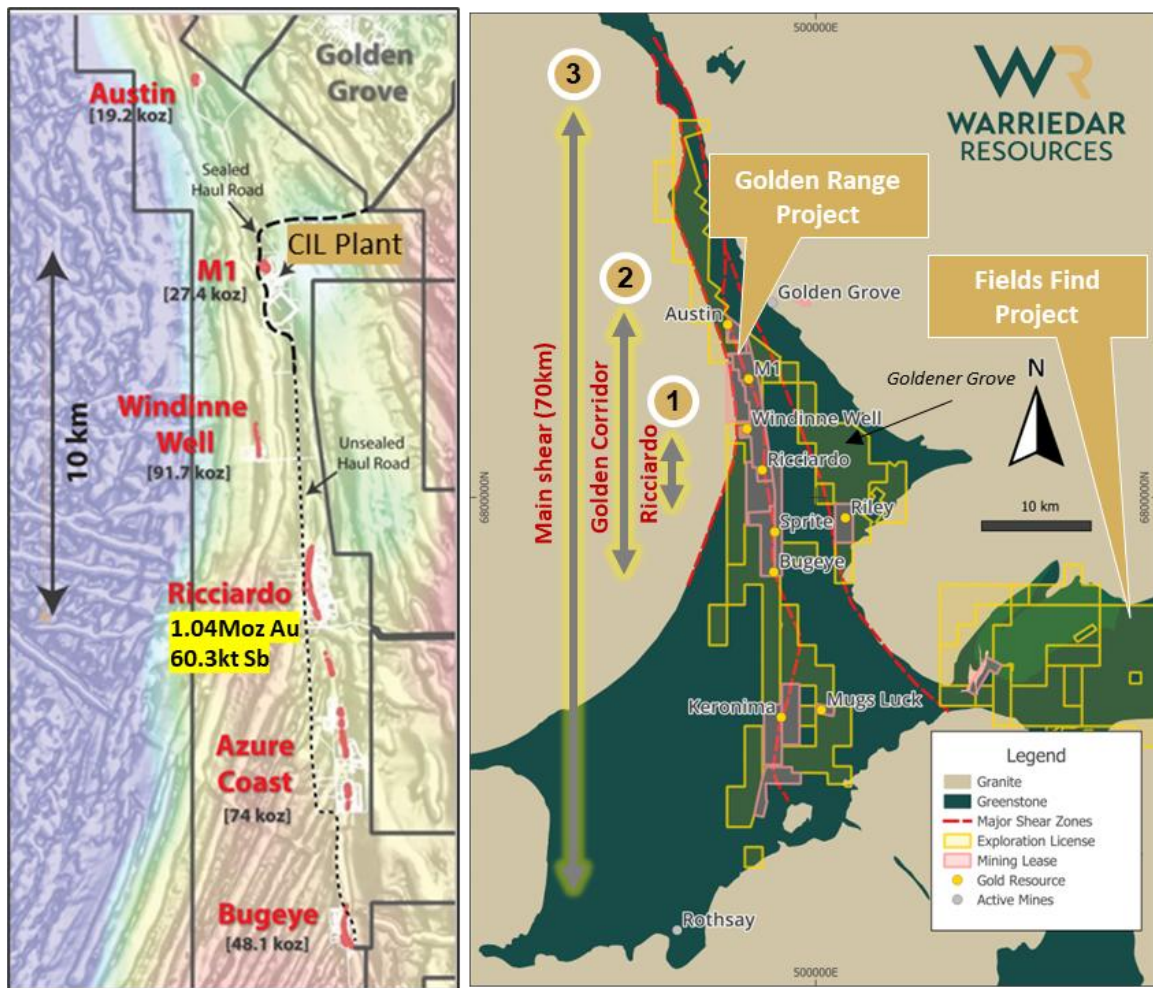 Golden
Grove
Austin
[19.2 koz]
Sealed
Haul Road
CIL Plant
M1
[27.4 koz]
10 km
Windinne
Well
[91.7 koz]
Unsealed
Haul Road
Ricciardo
1.04Moz Au
60.3kt Sb
Azure
Coast
[74 koz]
Bugeye
[48.1 koz]
500000E
WR
WARRIEDAR
RESOURCES
3
Golden Range
Project
Fields Find
Project
2
Golden Grove
Austin
M1
Goldener Grove
N
1
Main shear (70km)
Golden Corridor
Ricciardo
Windinne Well
Ricciardo
6800000N
6800000N
Riley
10 km
Sprite
Bugeye
Keronima
Mugs Luck
Rothsay
500000E
Legend
Granite
Greenstone
Major Shear Zones
Exploration License
Mining Lease
Gold Resource
Active Mines